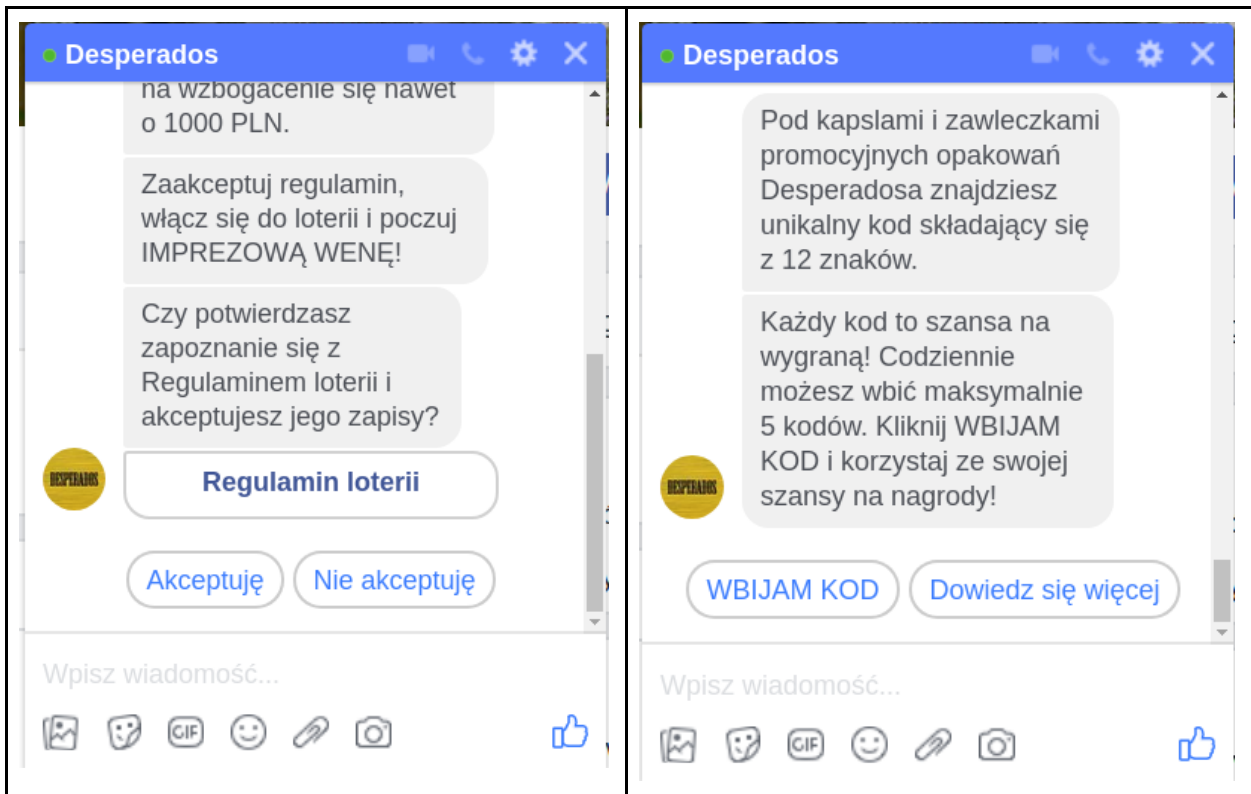 Desperados
na wzbogacenie się nawet
o 1000 PLN.
Zaakceptuj regulamin,
włącz się do loterii i poczuj
IMPREZOWĄ WENĘ!
Czy potwierdzasz
zapoznanie się z
Regulaminem loterii i
akceptujesz jego zapisy?
DESPERADOS
Regulamin loterii
Akceptuję
Nie akceptuję
Wpisz wiadomość...
GIF
Desperados
Pod kapslami i zawleczkami
promocyjnych opakowań
Desperadosa znajdziesz
unikalny kod składający się
z 12 znaków.
Każdy kod to szansa na
wygraną! Codziennie
możesz wbić maksymalnie
5 kodów. Kliknij WBIJAM
KOD i korzystaj ze swojej
szansy na nagrody!
DESPERADOS
WBIJAM KOD
Dowiedz się więcej
Wpisz wiadomość...
GIF